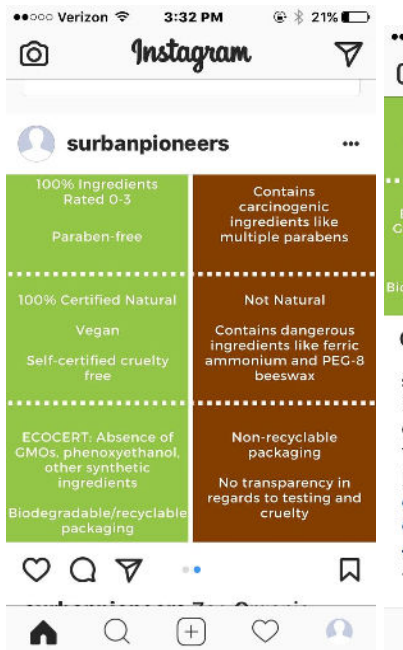 Verizon 3:32 PM 21%
Instagram
surbanpioneers
100% Ingredients
Rated 0-3
Paraben-free
100% Certified Natural
Vegan
Self-certified cruelty
free
ECOCERT: Absence of
GMOs, phenoxyethanol,
other synthetic
ingredients
Biodegradable/recyclable
packaging
Contains
carcinogenic
ingredients like
multiple parabens
Not Natural
Contains dangerous
ingredients like ferric
ammonium and PEG-8
beeswax
Non-recyclable
packaging
No transparency in
regards to testing and
cruelty